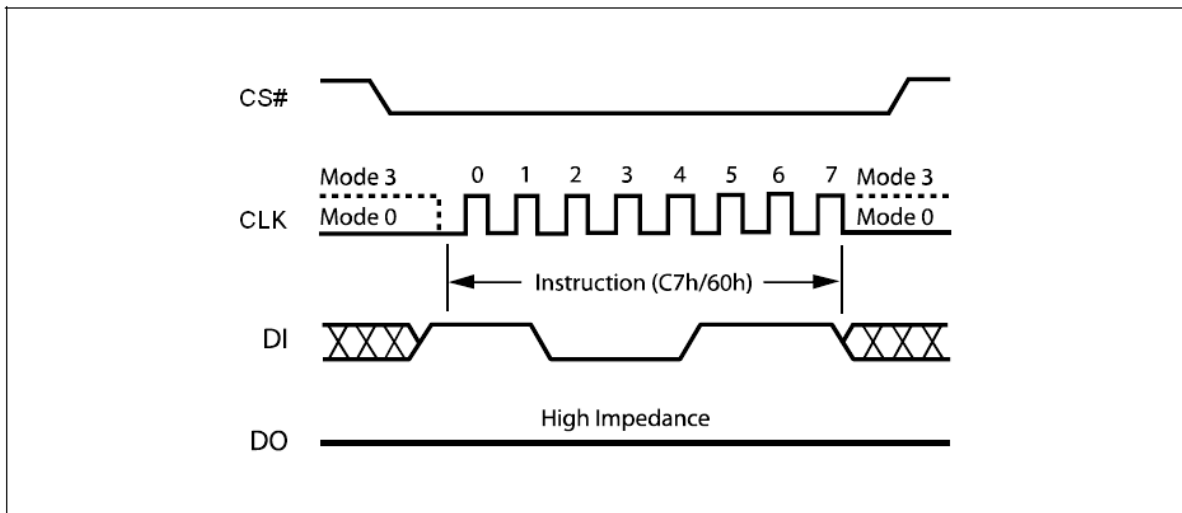 CS#
Mode 3 0 1 2 3 4 5 6 7 Mode 3
CLK Mode 0 Mode 0
Instruction (C7h/60h)
DI
High Impedance
DO